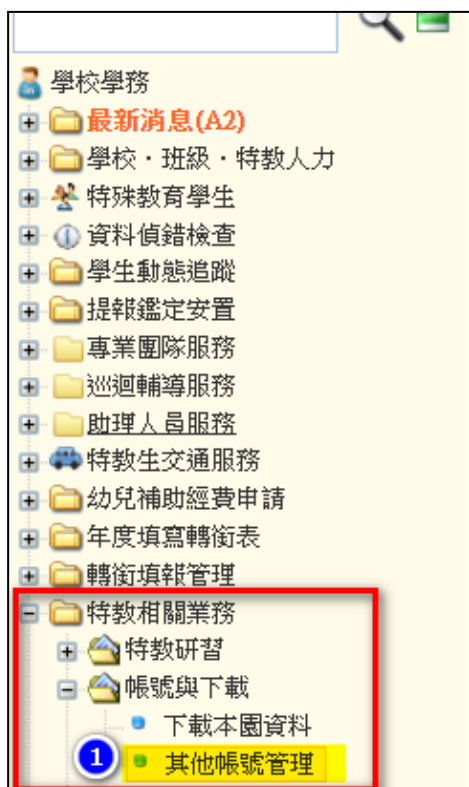 學校學務
最新消息(A2)
學校・班級・特教人力
特殊教育學生
資料偵錯檢查
學生動態追蹤
提報鑑定安置
專業團隊服務
巡迴輔導服務
助理人員服務
特教生交通服務
幼兒補助經費申請
年度填寫轉銜表
轉銜填報管理
特教相關業務
特教研習
帳號與下載
下載本園資料
1 其他帳號管理